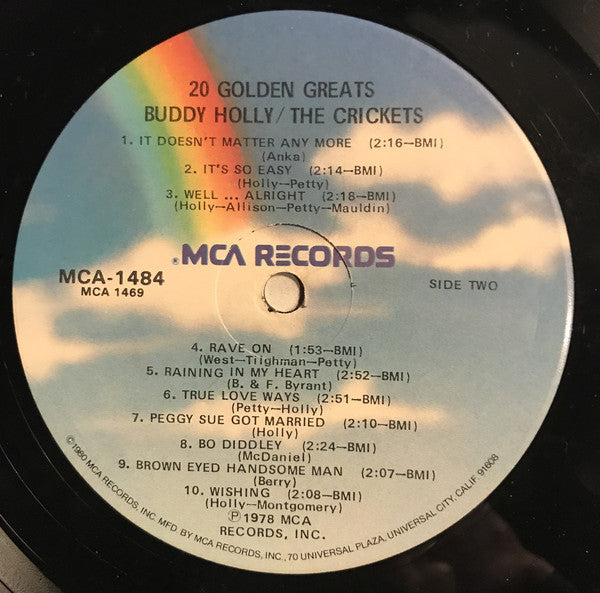 20 GOLDEN GREATS
BUDDY HOLLY/THE CRICKETS
1. IT DOESN'T MATTER ANY MORE (2:16—BMI)
(Anka)
2. IT'S SO EASY (2:14—BMI)
(Holly—Petty)
3. WELL ... ALRIGHT (2:18—BMI)
(Holly—Allison—Petty—Mauldin)
MCA RECORDS
MCA-1484
MCA 1469
SIDE TWO
4. RAVE ON (1:53—BMI)
(West—Tilghman—Petty)
5. RAINING IN MY HEART (2:52—BMI)
(B. & F. Byrant)
6. TRUE LOVE WAYS (2:51—BMI)
(Petty—Holly)
7. PEGGY SUE GOT MARRIED (2:10—BMI)
(Holly)
8. BO DIDDLEY (2:24—BMI)
(McDaniel)
9. BROWN EYED HANDSOME MAN (2:07—BMI)
(Berry)
10. WISHING (2:08—BMI)
(Holly—Montgomery)
℗1978 MCA
RECORDS, INC.
©1980 MCA RECORDS, INC. MFD. BY MCA RECORDS, INC., 70 UNIVERSAL PLAZA, UNIVERSAL CITY, CALIF. 91608